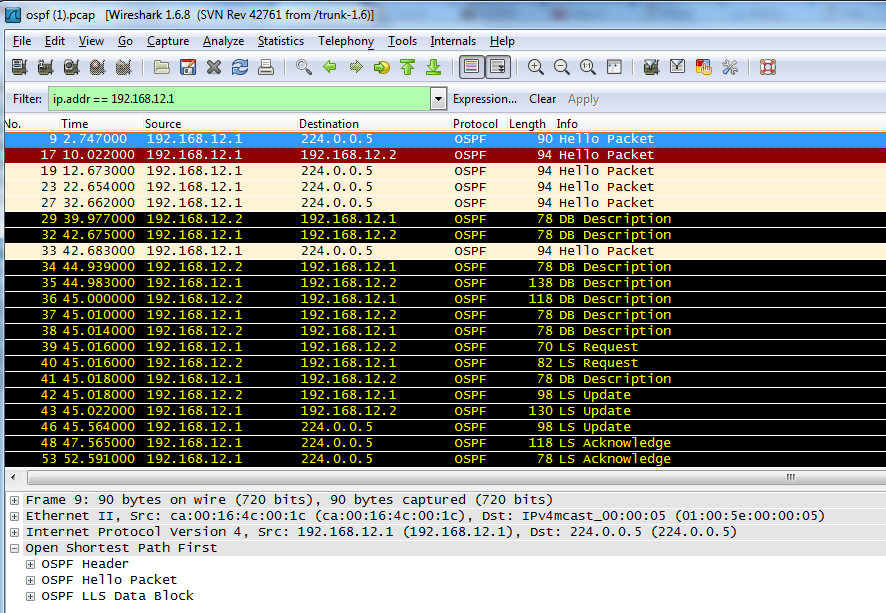 ospf (1).pcap [Wireshark 1.6.8 (SVN Rev 42761 from /trunk-1.6)]
File Edit View Go Capture Analyze Statistics Telephony Tools Internals Help
Filter: ip.addr == 192.168.12.1 Expression... Clear Apply
No. Time Source Destination Protocol Length Info
9 2.747000 192.168.12.1 224.0.0.5 OSPF 90 Hello Packet
17 10.022000 192.168.12.1 192.168.12.2 OSPF 94 Hello Packet
19 12.673000 192.168.12.1 224.0.0.5 OSPF 94 Hello Packet
23 22.654000 192.168.12.1 224.0.0.5 OSPF 94 Hello Packet
27 32.662000 192.168.12.1 224.0.0.5 OSPF 94 Hello Packet
29 39.977000 192.168.12.2 192.168.12.1 OSPF 78 DB Description
32 42.675000 192.168.12.1 192.168.12.2 OSPF 78 DB Description
33 42.683000 192.168.12.1 224.0.0.5 OSPF 94 Hello Packet
34 44.939000 192.168.12.2 192.168.12.1 OSPF 78 DB Description
35 44.983000 192.168.12.1 192.168.12.2 OSPF 138 DB Description
36 45.000000 192.168.12.2 192.168.12.1 OSPF 118 DB Description
37 45.010000 192.168.12.1 192.168.12.2 OSPF 78 DB Description
38 45.014000 192.168.12.2 192.168.12.1 OSPF 78 DB Description
39 45.016000 192.168.12.1 192.168.12.2 OSPF 70 LS Request
40 45.016000 192.168.12.2 192.168.12.1 OSPF 82 LS Request
41 45.018000 192.168.12.1 192.168.12.2 OSPF 78 DB Description
42 45.018000 192.168.12.2 192.168.12.1 OSPF 98 LS Update
43 45.022000 192.168.12.1 192.168.12.2 OSPF 130 LS Update
46 45.564000 192.168.12.1 224.0.0.5 OSPF 98 LS Update
48 47.565000 192.168.12.1 224.0.0.5 OSPF 118 LS Acknowledge
53 52.591000 192.168.12.1 224.0.0.5 OSPF 78 LS Acknowledge
Frame 9: 90 bytes on wire (720 bits), 90 bytes captured (720 bits)
Ethernet II, Src: ca:00:16:4c:00:1c (ca:00:16:4c:00:1c), Dst: IPv4mcast_00:00:05 (01:00:5e:00:00:05)
Internet Protocol Version 4, Src: 192.168.12.1 (192.168.12.1), Dst: 224.0.0.5 (224.0.0.5)
Open Shortest Path First
OSPF Header
OSPF Hello Packet
OSPF LLS Data Block